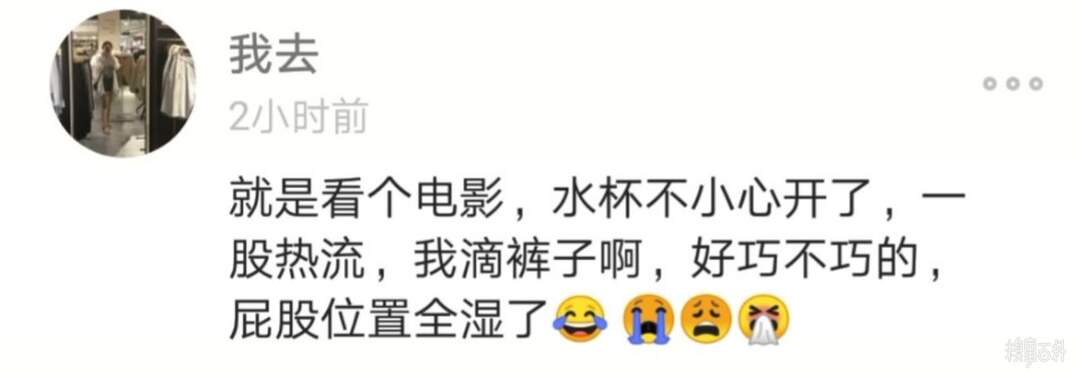 我去
2小时前
就是看个电影，水杯不小心开了，一
股热流，我滴裤子啊，好巧不巧的，
屁股位置全湿了😂 😭😩🤧